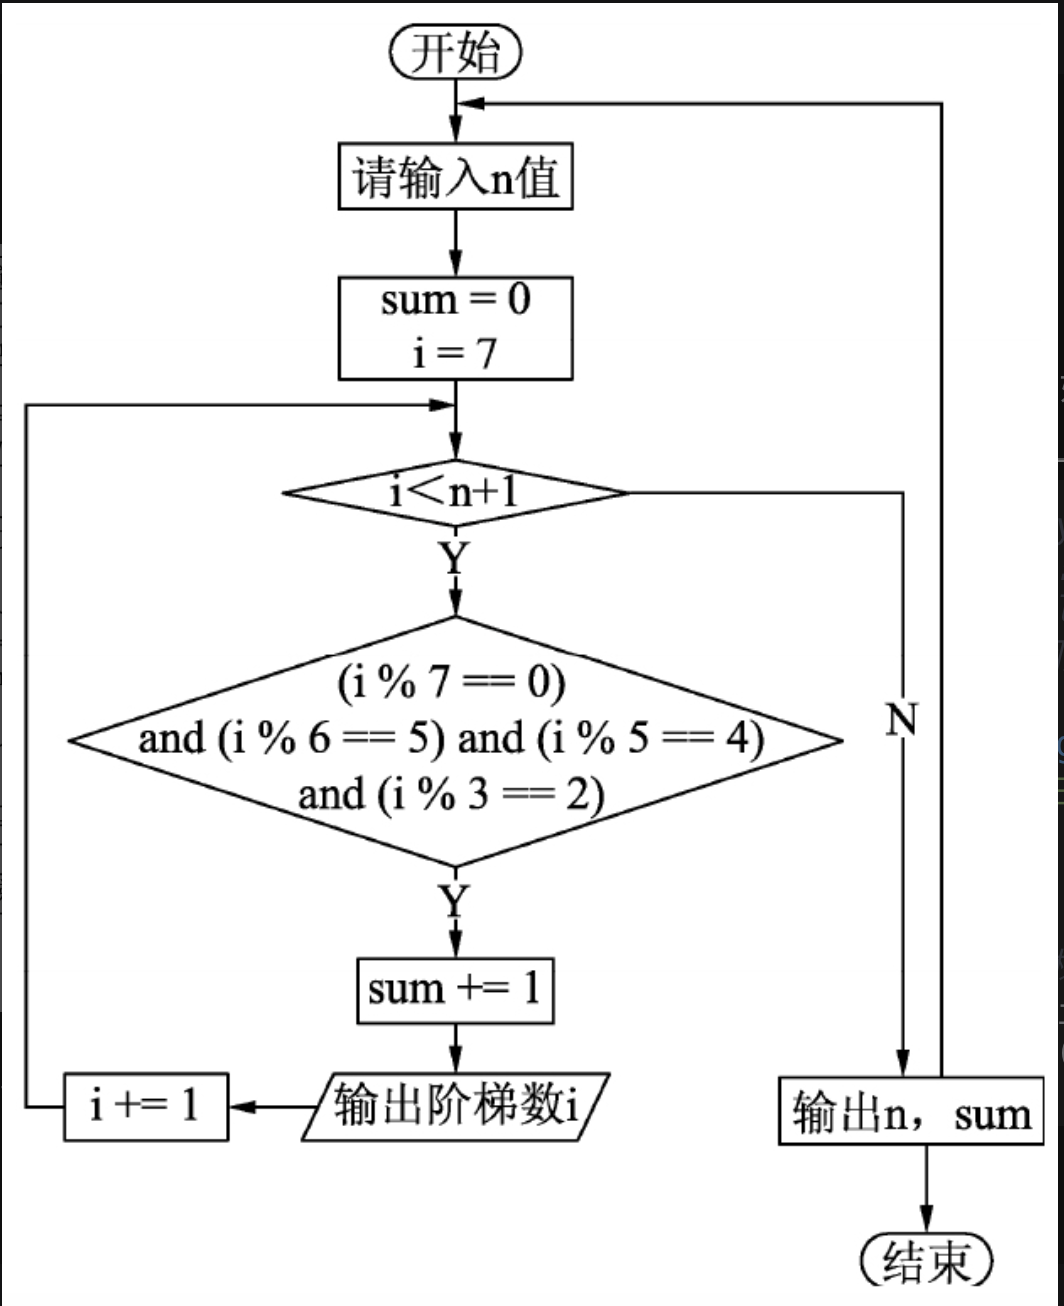 开始
请输入n值
sum = 0
i = 7
i<n+1
Y
(i % 7 == 0)
and (i % 6 == 5) and (i % 5 == 4)
and (i % 3 == 2)
N
Y
sum += 1
输出阶梯数i
i += 1
输出n，sum
结束